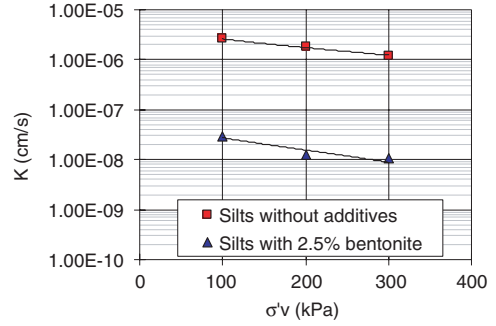 1.00E-05
1.00E-06
1.00E-07
1.00E-08
1.00E-09
1.00E-10
K (cm/s)
Silts without additives
Silts with 2.5% bentonite
0 100 200 300 400
σ'v (kPa)